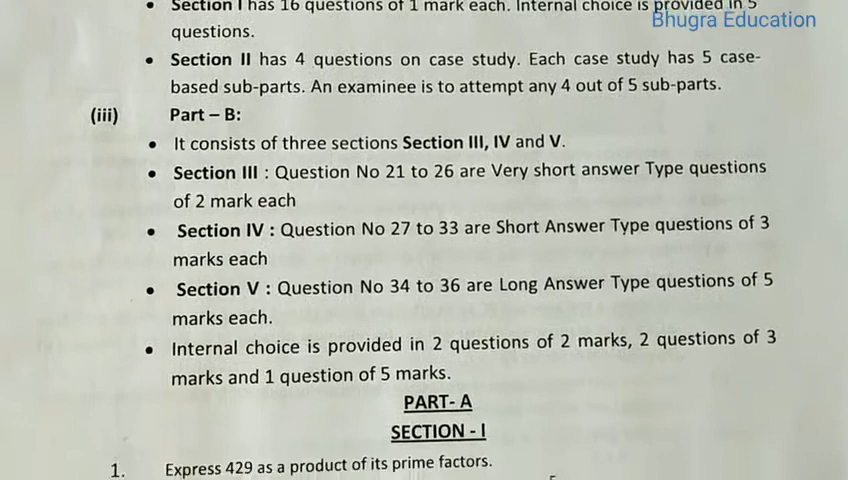 • Section I has 16 questions of 1 mark each. Internal choice is provided in 5
Bhugra Education
questions.
• Section II has 4 questions on case study. Each case study has 5 case-
based sub-parts. An examinee is to attempt any 4 out of 5 sub-parts.
(iii) Part – B:
• It consists of three sections Section III, IV and V.
• Section III : Question No 21 to 26 are Very short answer Type questions
of 2 mark each
• Section IV : Question No 27 to 33 are Short Answer Type questions of 3
marks each
• Section V : Question No 34 to 36 are Long Answer Type questions of 5
marks each.
• Internal choice is provided in 2 questions of 2 marks, 2 questions of 3
marks and 1 question of 5 marks.
PART- A
SECTION - I
1. Express 429 as a product of its prime factors.